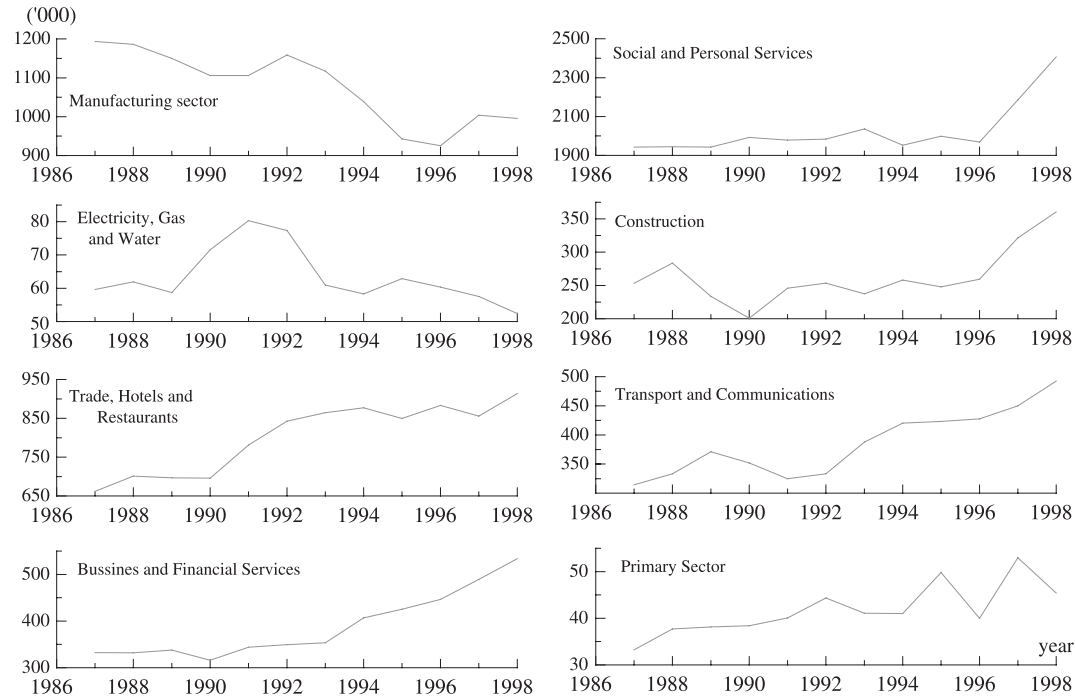 ('000)
1200
1100
1000
900
Manufacturing sector
1986 1988 1990 1992 1994 1996 1998
2500
2300
2100
1900
Social and Personal Services
1986 1988 1990 1992 1994 1996 1998
80
70
60
50
Electricity, Gas
and Water
1986 1988 1990 1992 1994 1996 1998
350
300
250
200
Construction
1986 1988 1990 1992 1994 1996 1998
950
850
750
650
Trade, Hotels and
Restaurants
1986 1988 1990 1992 1994 1996 1998
500
450
400
350
Transport and Communications
1986 1988 1990 1992 1994 1996 1998
500
400
300
Bussines and Financial Services
1986 1988 1990 1992 1994 1996 1998
50
40
30
Primary Sector
year
1986 1988 1990 1992 1994 1996 1998